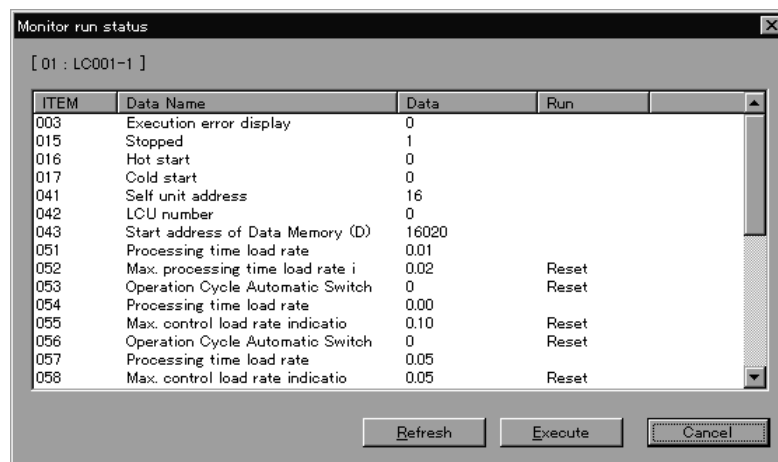 Monitor run status
[ 01 : LC001-1 ]
ITEM Data Name Data Run
003 Execution error display 0
015 Stopped 1
016 Hot start 0
017 Cold start 0
041 Self unit address 16
042 LCU number 0
043 Start address of Data Memory (D) 16020
051 Processing time load rate 0.01
052 Max. processing time load rate i 0.02 Reset
053 Operation Cycle Automatic Switch 0 Reset
054 Processing time load rate 0.00
055 Max. control load rate indicatio 0.10 Reset
056 Operation Cycle Automatic Switch 0 Reset
057 Processing time load rate 0.05
058 Max. control load rate indicatio 0.05 Reset
Refresh Execute Cancel